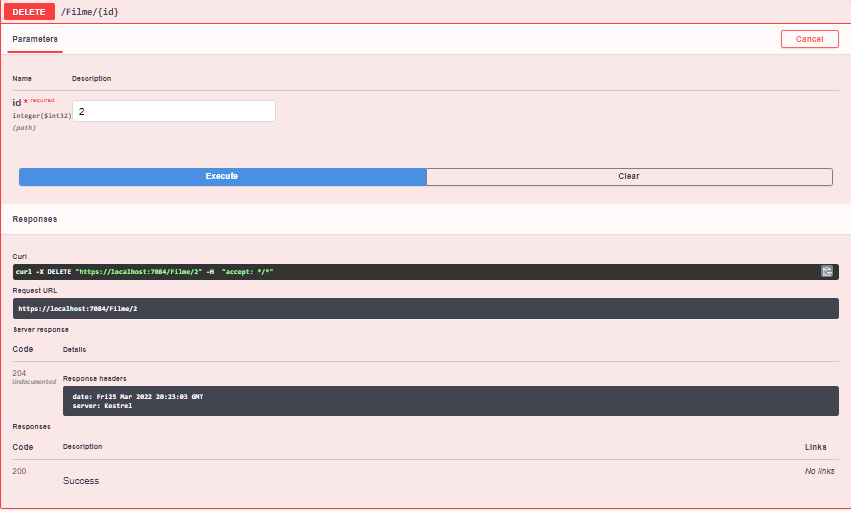 DELETE /Filme/{id}
Parameters Cancel
Name Description
id * required
integer($int32)
(path)
2
Execute Clear
Responses
Curl
curl -X DELETE "https://localhost:7084/Filme/2" -H "accept: */*"
Request URL
https://localhost:7084/Filme/2
Server response
Code Details
204
Undocumented
Response headers
date: Fri25 Mar 2022 20:23:03 GMT
server: Kestrel
Responses
Code Description Links
200 Success No links